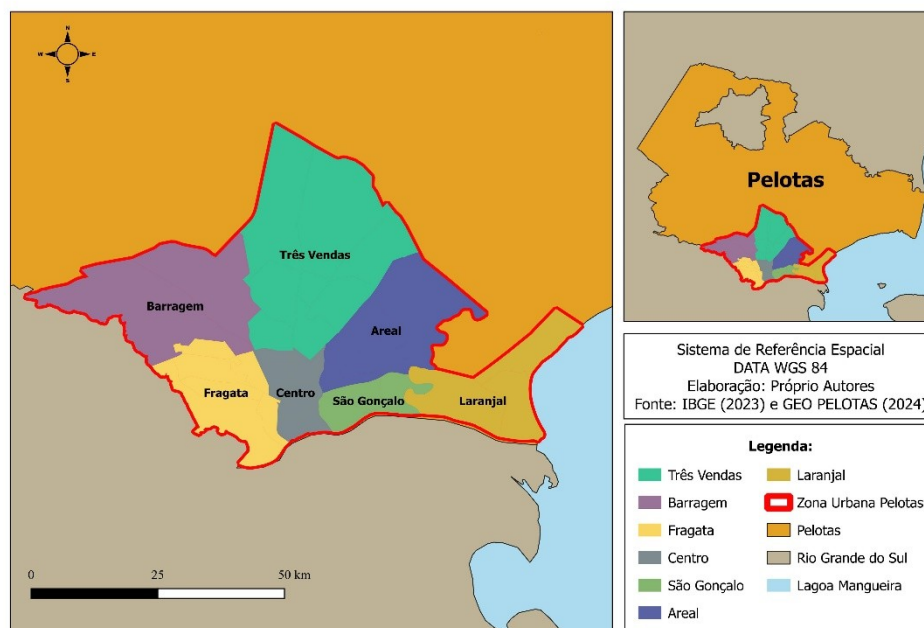 N
W E
S
Três Vendas
Barragem
Areal
Fragata
Centro
São Gonçalo
Laranjal
0 25 50 km
Pelotas
Sistema de Referência Espacial
DATA WGS 84
Elaboração: Próprio Autores
Fonte: IBGE (2023) e GEO PELOTAS (2024)
Legenda:
Três Vendas
Barragem
Fragata
Centro
São Gonçalo
Areal
Laranjal
Zona Urbana Pelotas
Pelotas
Rio Grande do Sul
Lagoa Mangueira